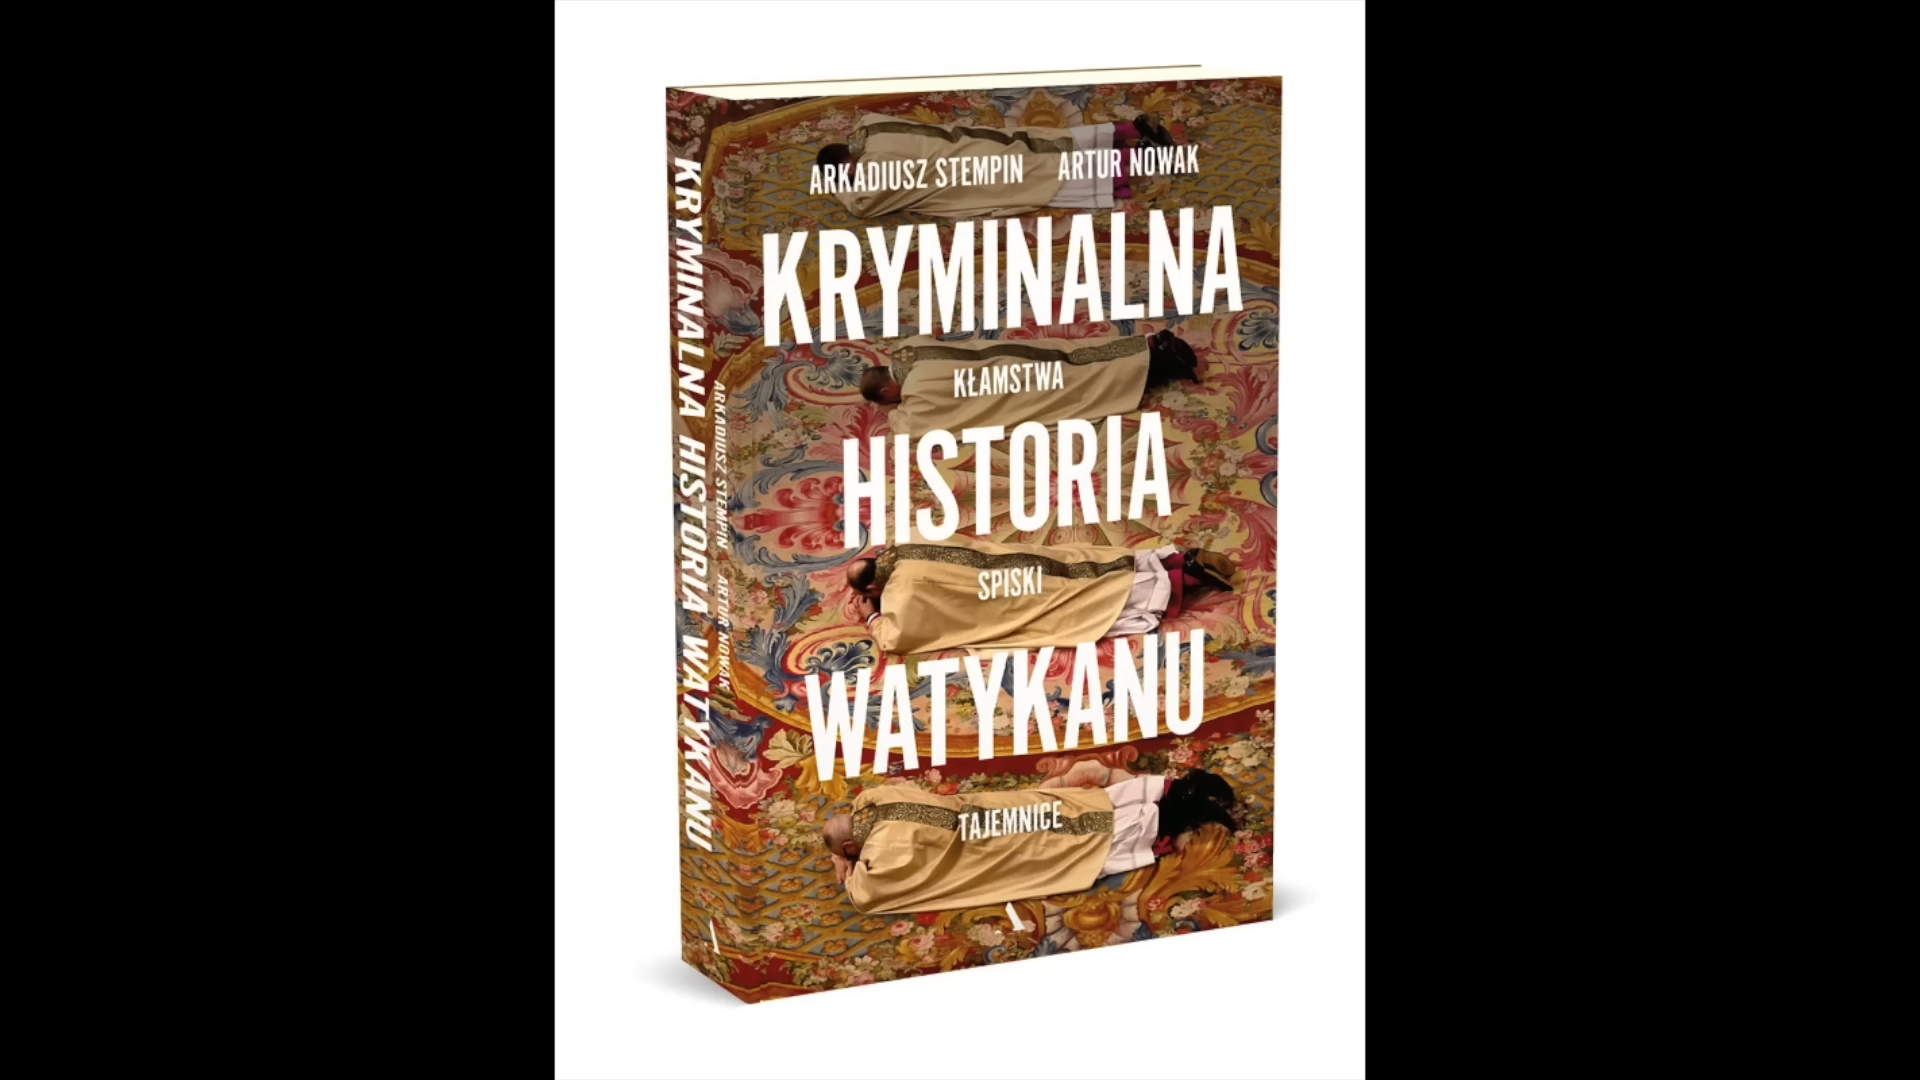 ARKADIUSZ STEMPIN ARTUR NOWAK
KRYMINALNA
KŁAMSTWA
HISTORIA
SPISKI
WATYKANU
TAJEMNICE
KRYMINALNA HISTORIA WATYKANU
ARKADIUSZ STEMPIN ARTUR NOWAK